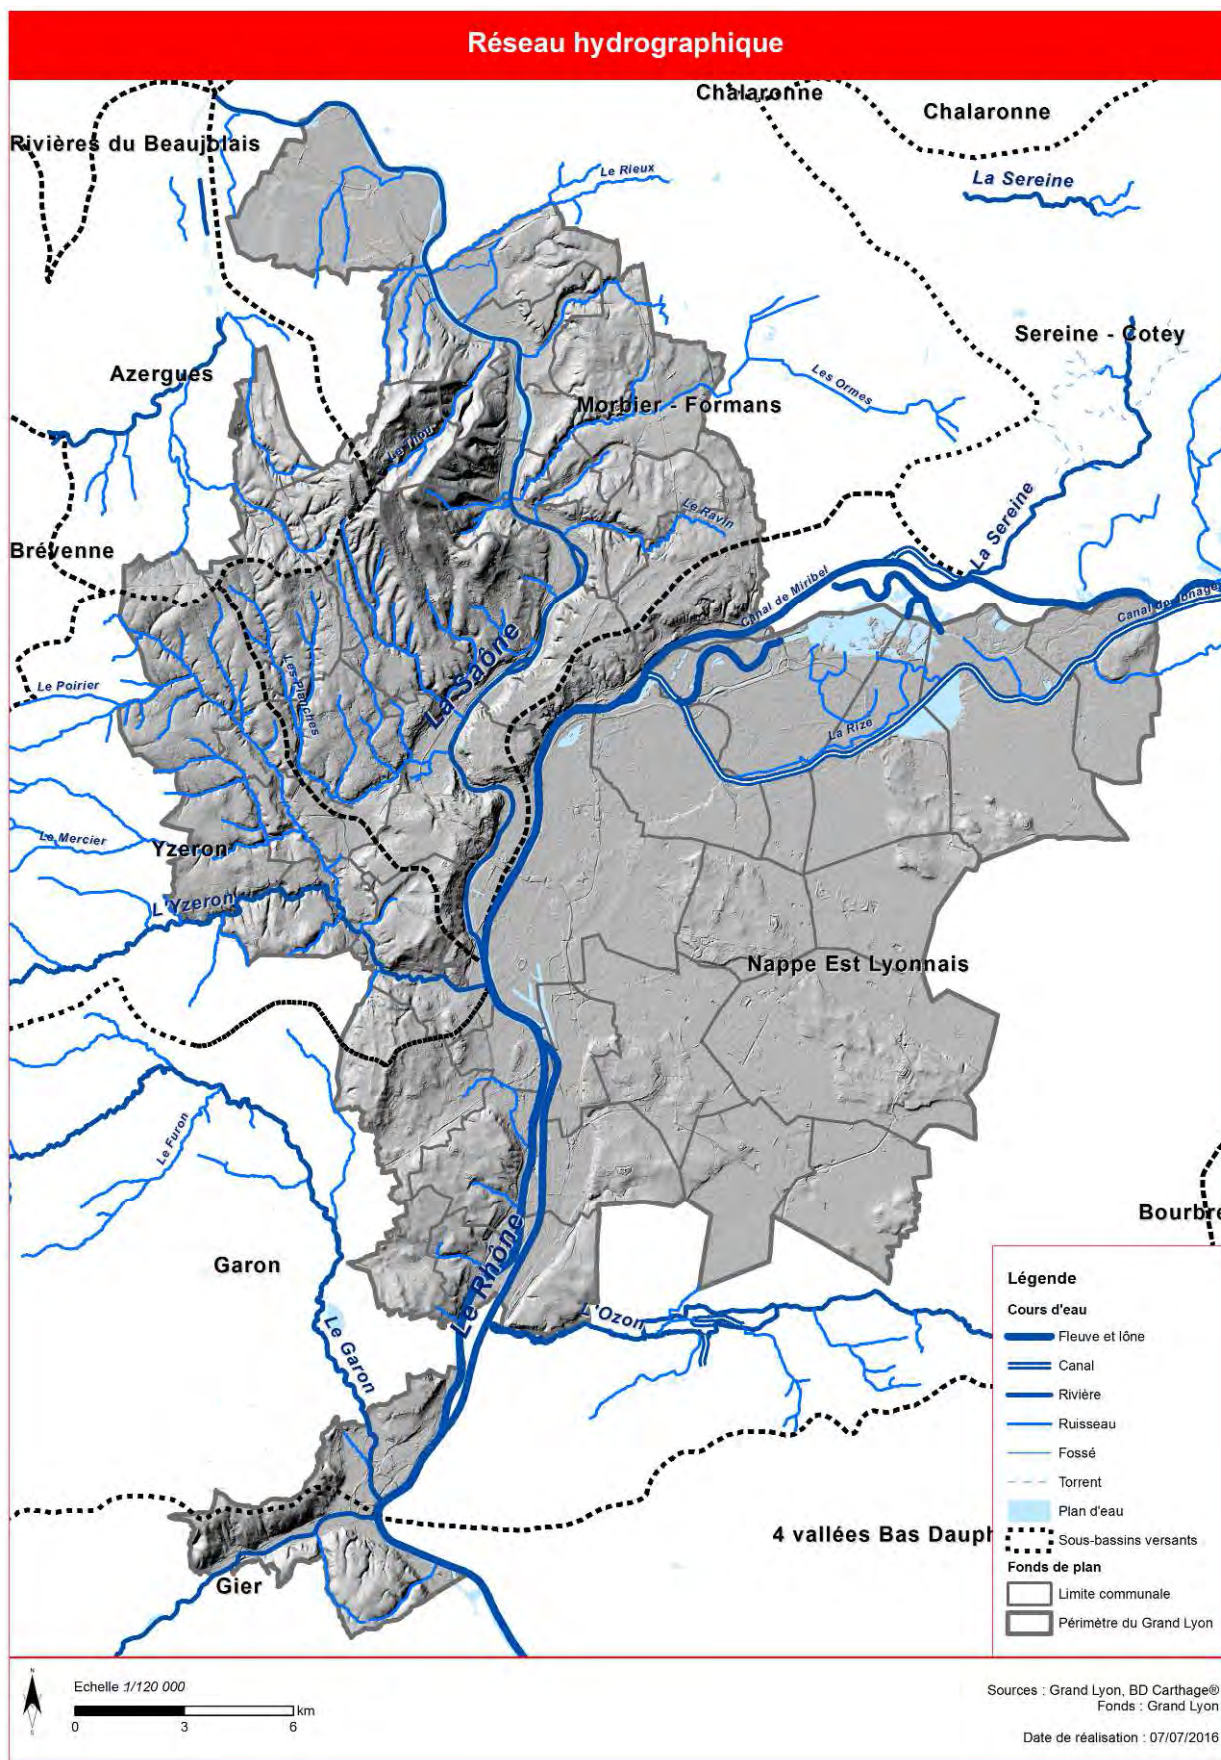 Réseau hydrographique
Chalaronne
Chalaronne
Rivières du Beaujolais
Le Rieux
La Sereine
Sereine - Cotey
Azergues
Les Ormes
Morbier - Formans
Le Thou
Le Ravin
La Sereine
Brévenne
Canal de Miribel
Canal de Jonage
La Saône
Les Planches
Le Poirier
La Rize
Le Mercier
Yzeron
L'Yzeron
Nappe Est Lyonnais
Le Furon
Bourbre
Garon
Le Rhône
L'Ozon
Le Garon
4 vallées Bas Dauph
Gier
Légende
Cours d'eau
Fleuve et lône
Canal
Rivière
Ruisseau
Fossé
Torrent
Plan d'eau
Sous-bassins versants
Fonds de plan
Limite communale
Périmètre du Grand Lyon
N
Echelle :1/120 000
km
0 3 6
Sources : Grand Lyon, BD Carthage®
Fonds : Grand Lyon
Date de réalisation : 07/07/2016